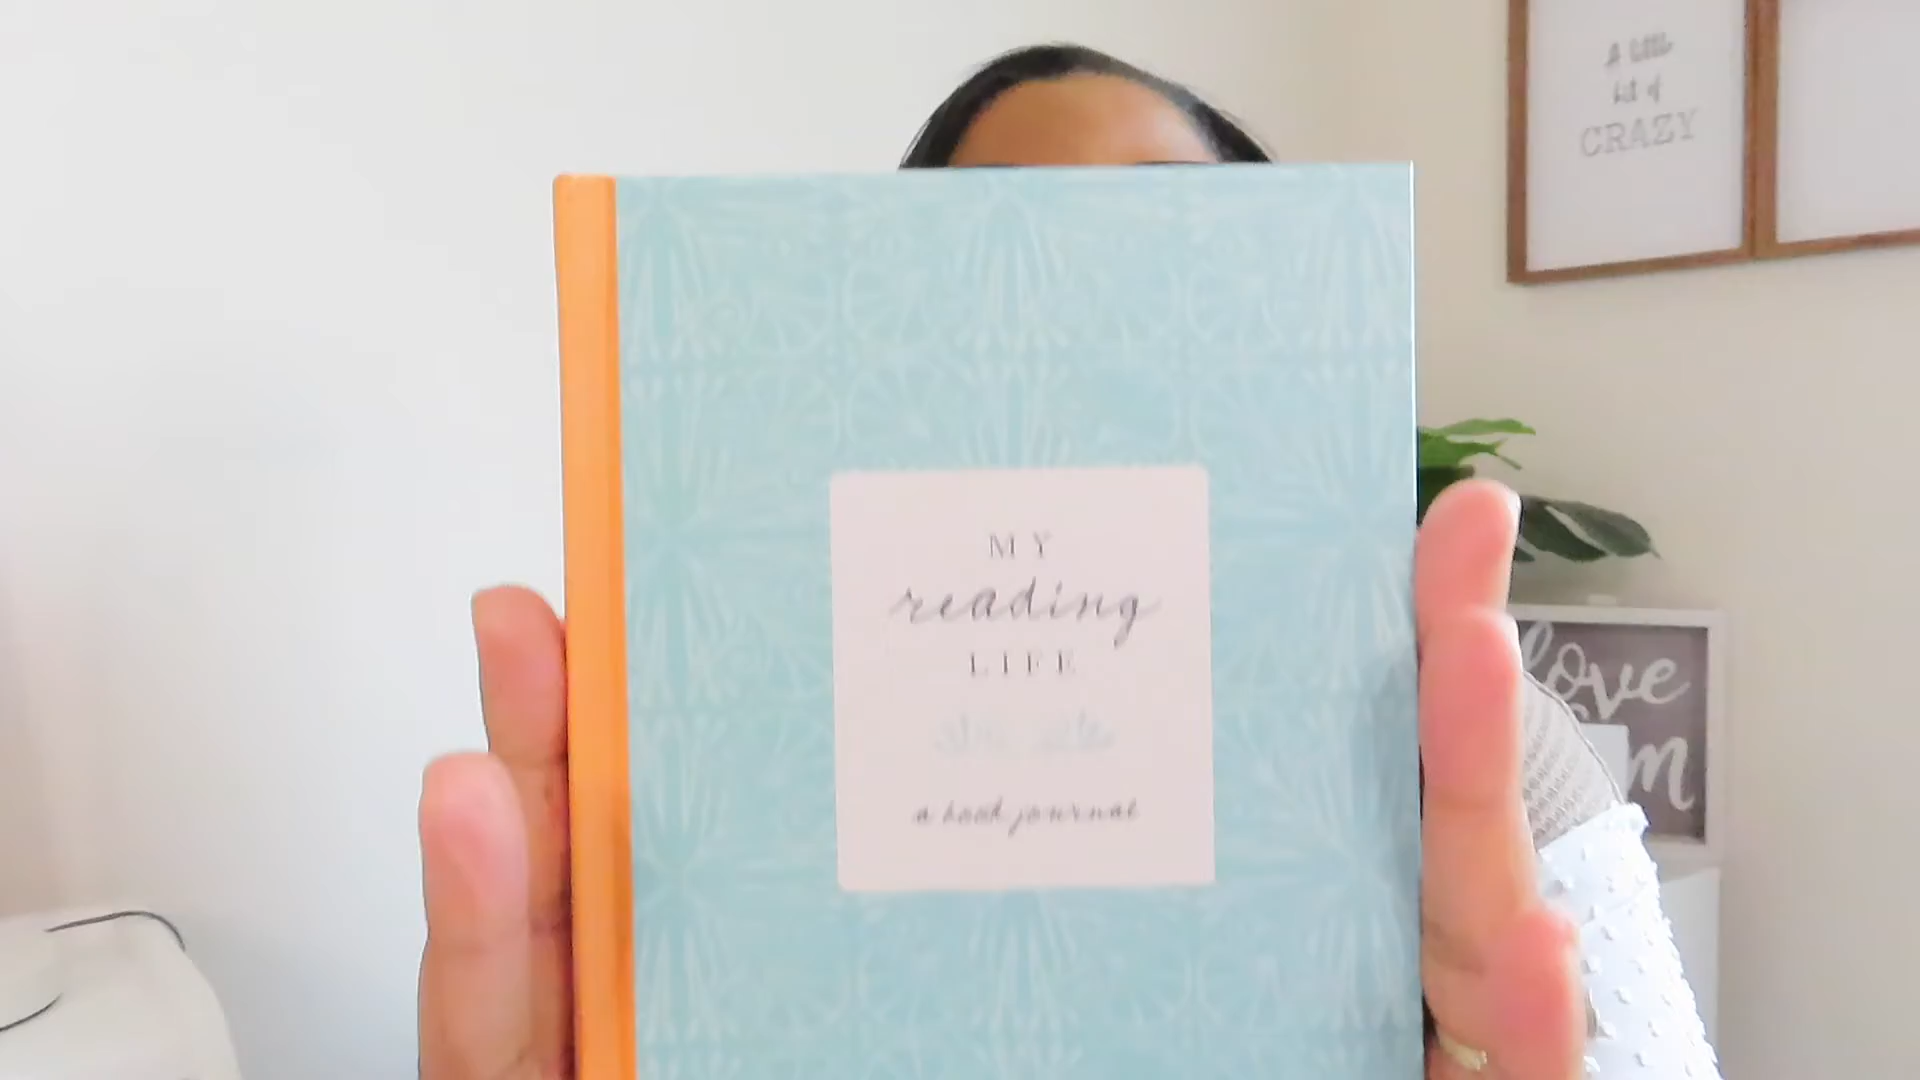 A little
bit of
CRAZY
MY
reading
LIFE
a book journal
love